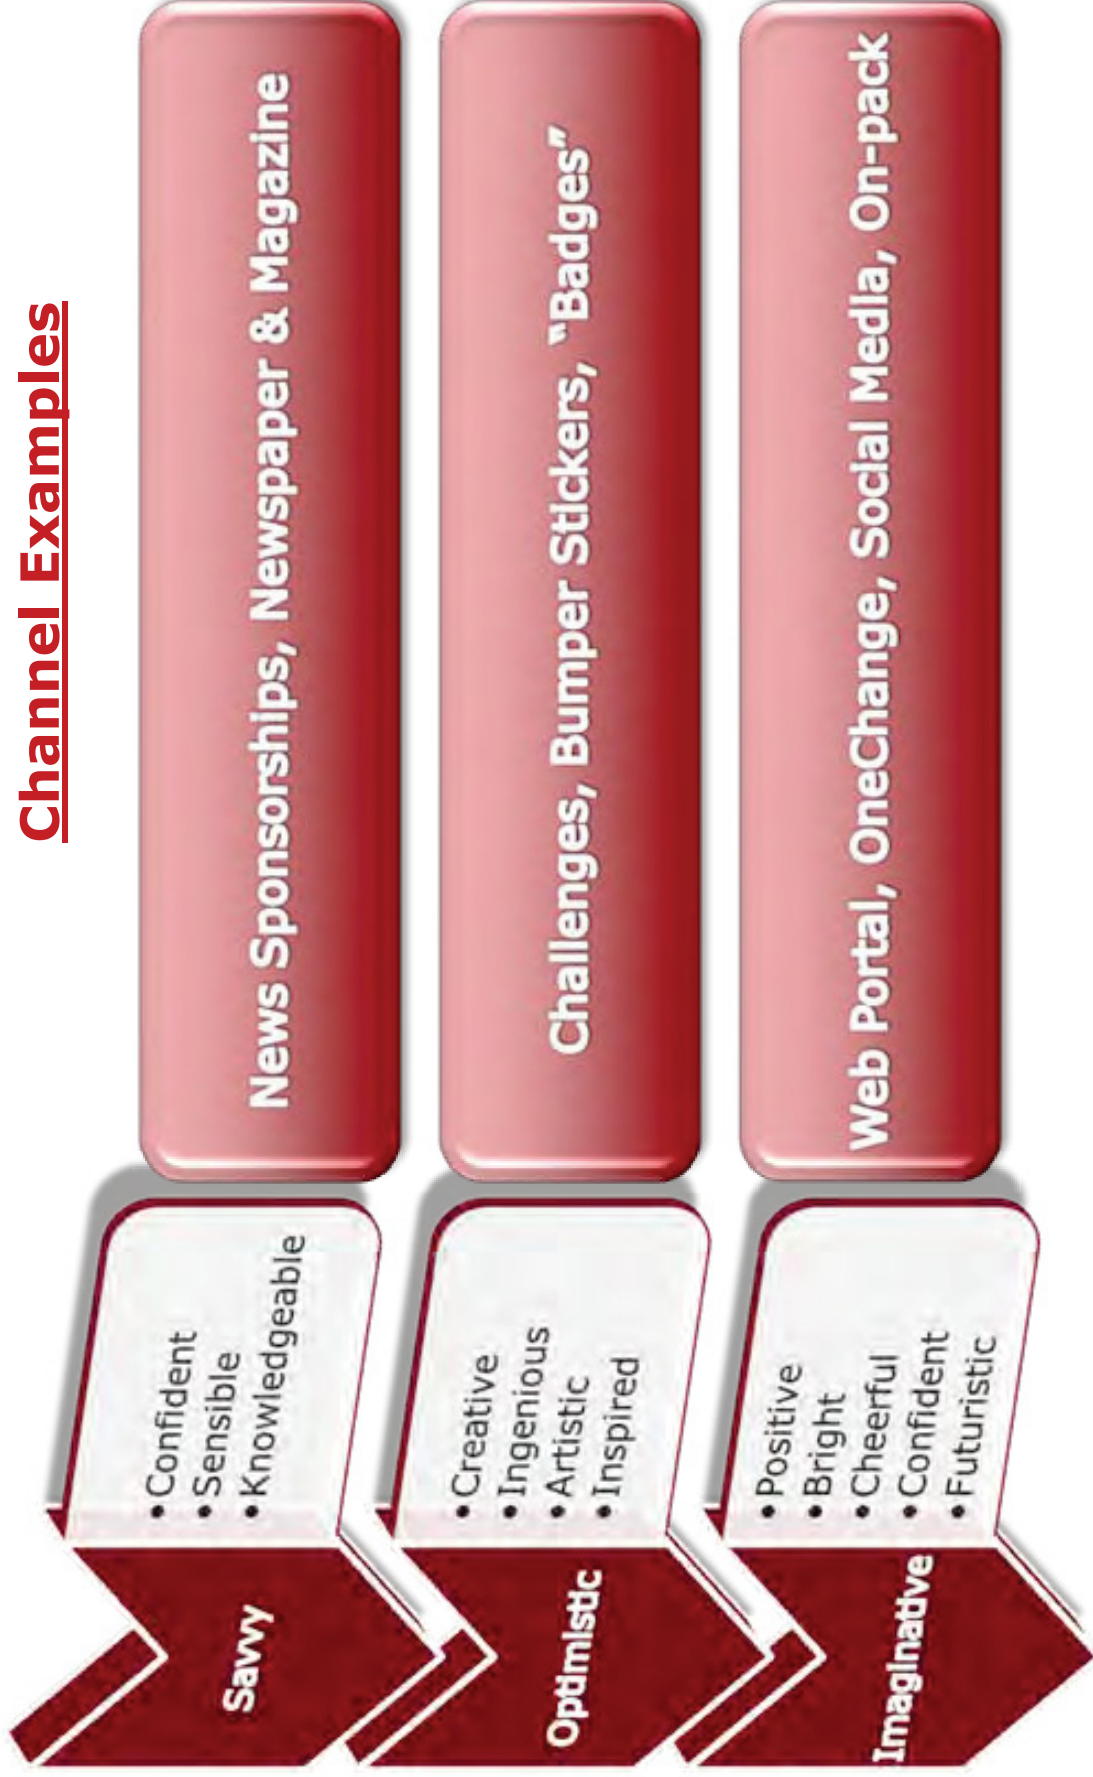 Channel Examples
Savvy
•Confident
•Sensible
•Knowledgeable
News Sponsorships, Newspaper & Magazine
Optimistic
•Creative
•Ingenious
•Artistic
•Inspired
Challenges, Bumper Stickers, “Badges”
Imaginative
•Positive
•Bright
•Cheerful
•Confident
•Futuristic
Web Portal, OneChange, Social Media, On-pack